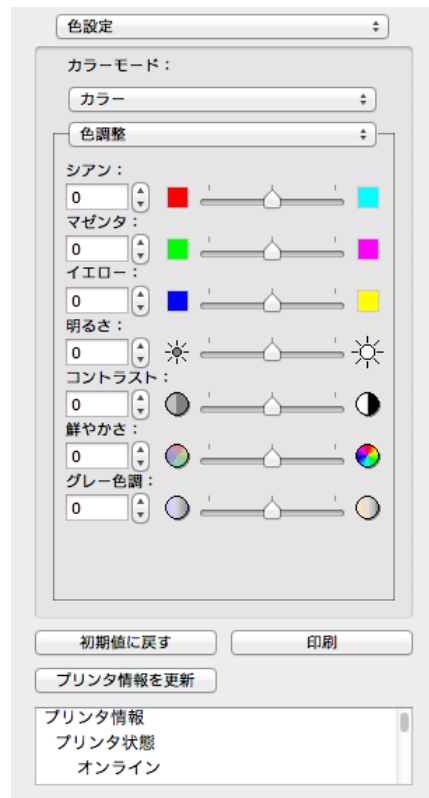 色設定
カラーモード：
カラー
色調整
シアン：
0
マゼンタ：
0
イエロー：
0
明るさ：
0
コントラスト：
0
鮮やかさ：
0
グレー色調：
0
初期値に戻す
印刷
プリンタ情報を更新
プリンタ情報
プリンタ状態
オンライン